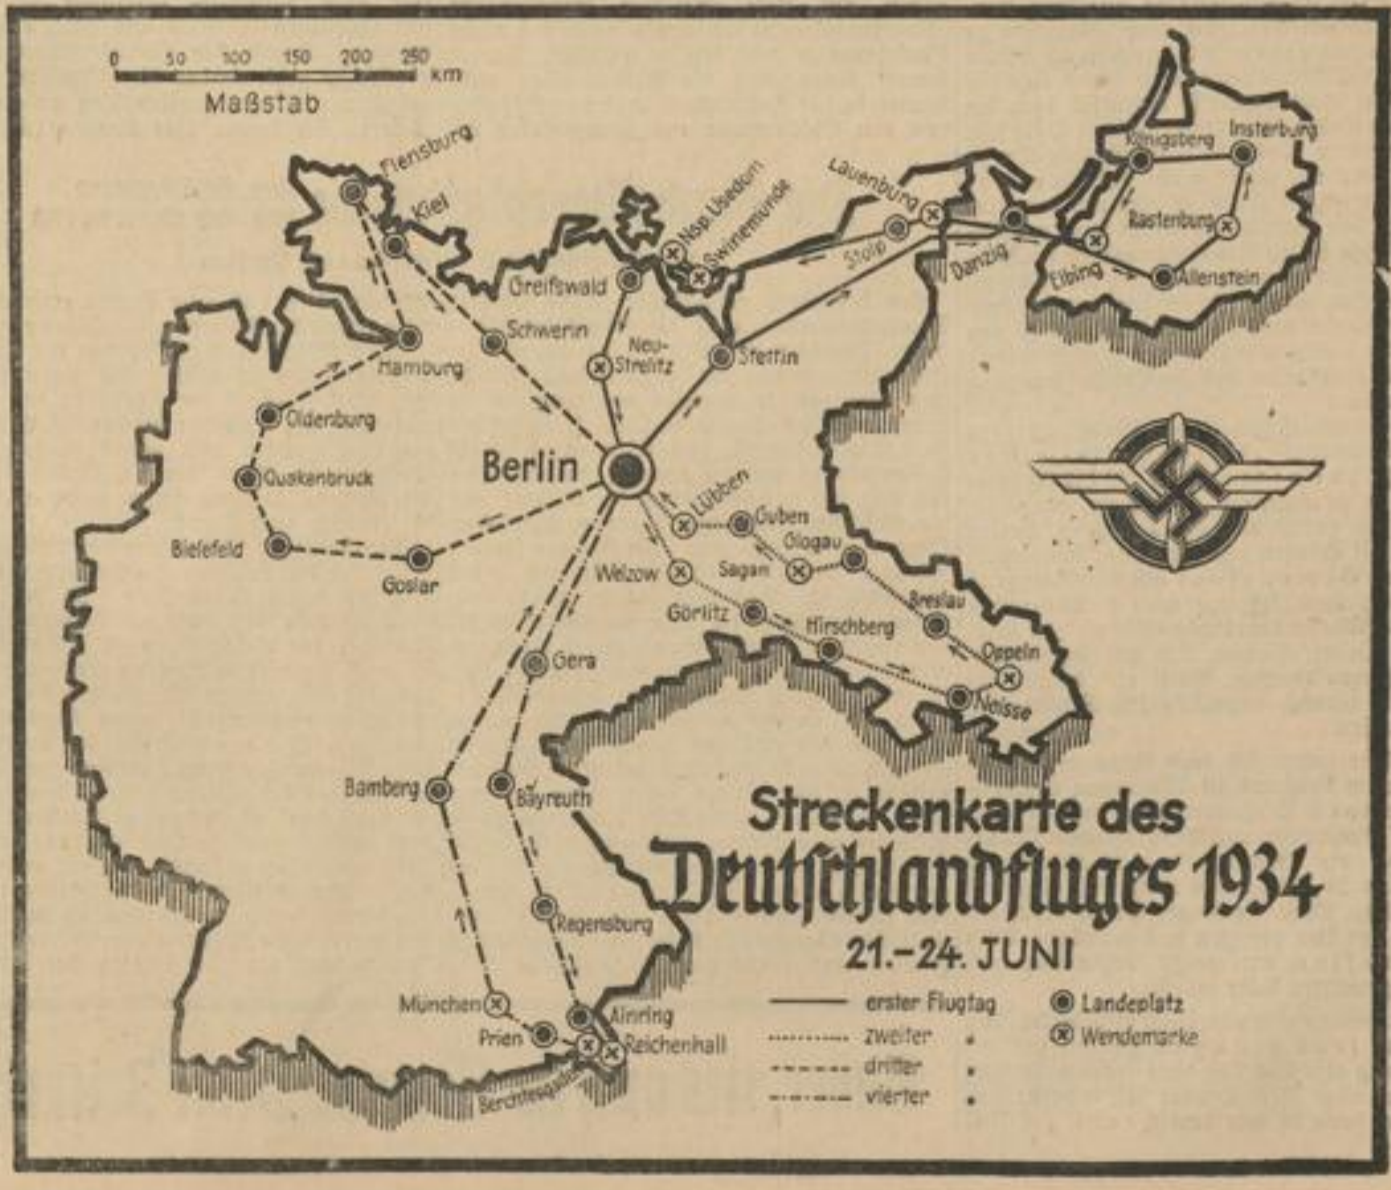 0 50 100 150 200 250
km
Maßstab
Flensburg
Kiel
Hamburg
Schwerin
Greifswald
Neu-
Strelitz
Nsp. Usedom
Swinemünde
Stettin
Lauenburg
Stolp
Danzig
Elbing
Königsberg
Insterburg
Rastenburg
Allenstein
Oldenburg
Quakenbrück
Bielefeld
Goslar
Berlin
Lübben
Guben
Glogau
Sagan
Welzow
Görlitz
Hirschberg
Breslau
Oppeln
Neisse
Gera
Bamberg
Bayreuth
Regensburg
München
Prien
Ainring
Reichenhall
Berchtesgaden
Streckenkarte des
Deutſchlandfluges 1934
21.–24. JUNI
erster Flugtag
zweiter "
dritter "
vierter "
Landeplatz
Wendemarke